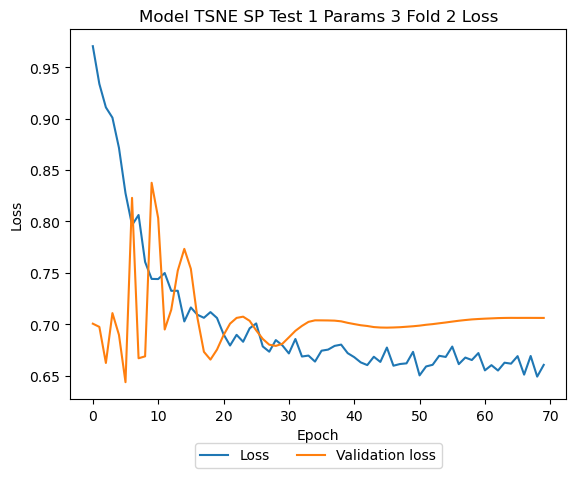 Model TSNE SP Test 1 Params 3 Fold 2 Loss
0.95
0.90
0.85
0.80
0.75
0.70
0.65
Loss
0 10 20 30 40 50 60 70
Epoch
Loss Validation loss